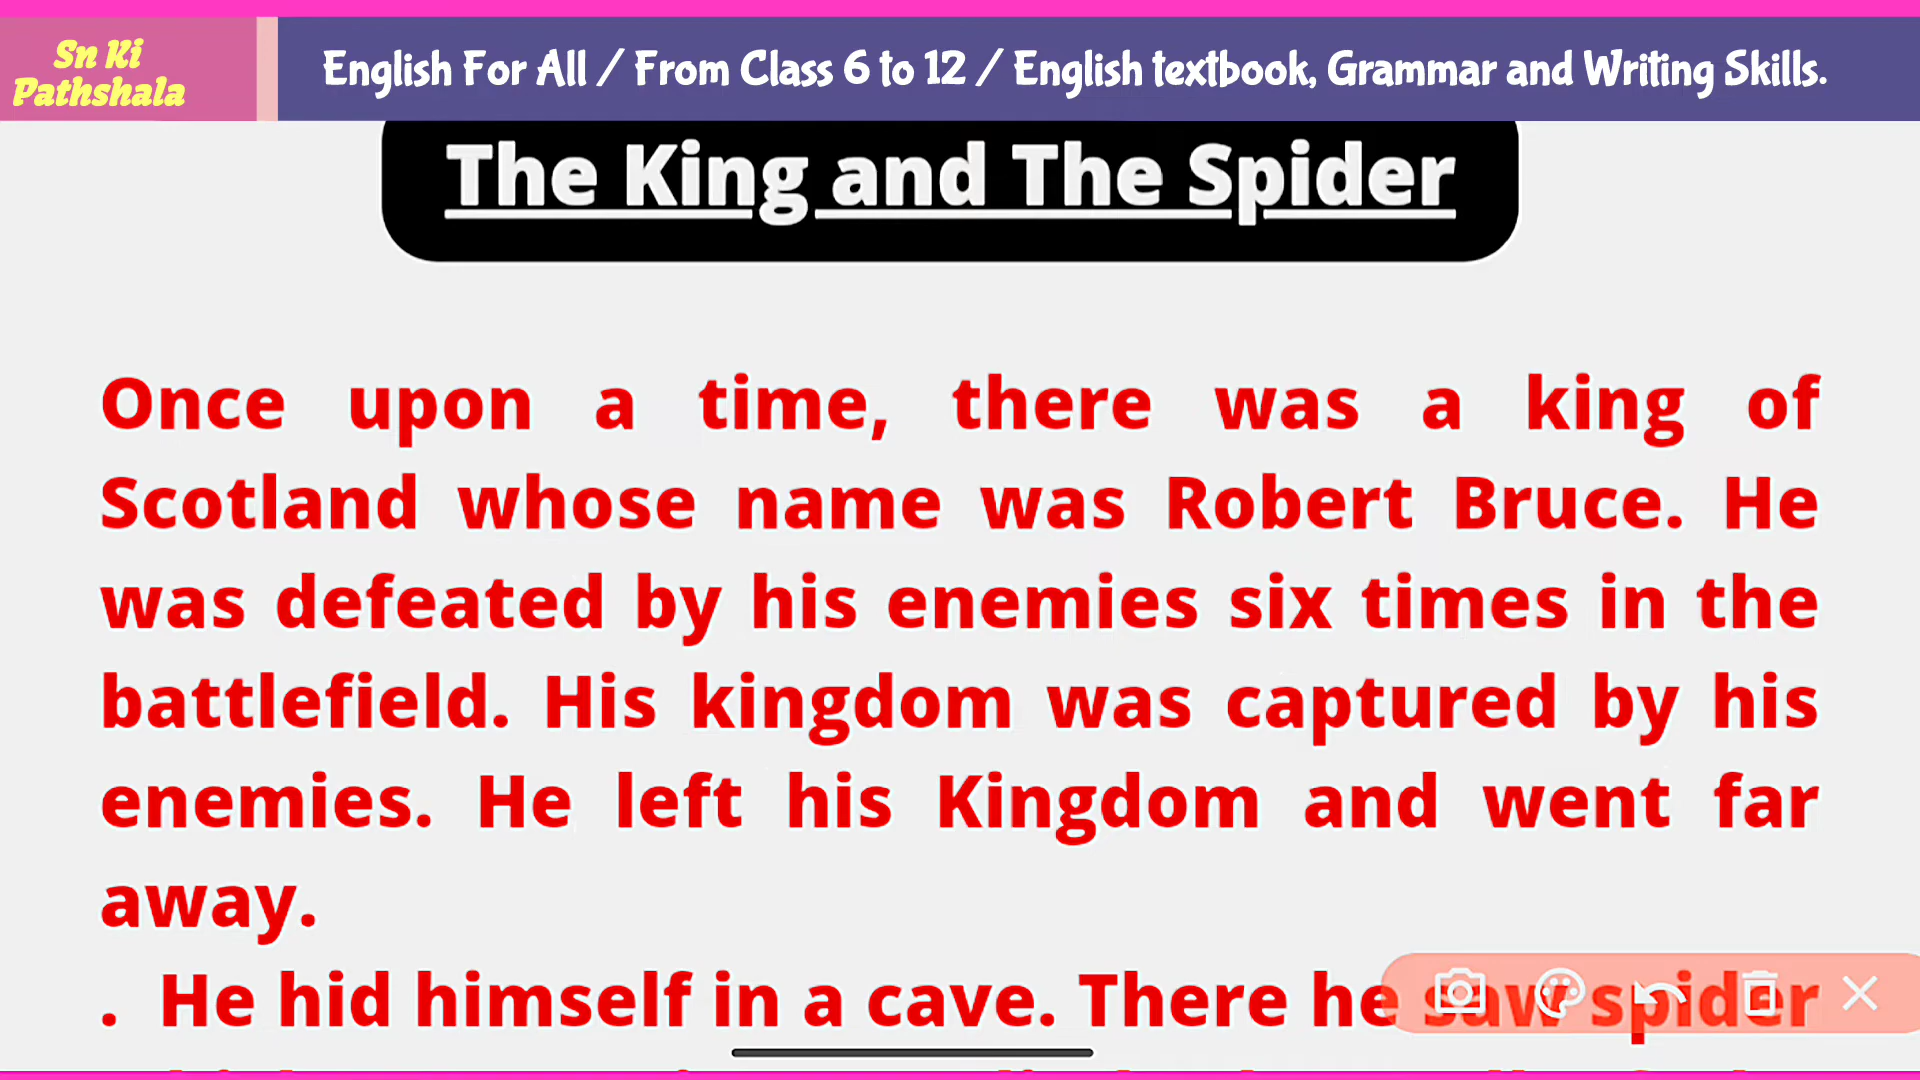 Sn Ki
Pathshala
English For All / From Class 6 to 12 / English textbook, Grammar and Writing Skills.
The King and The Spider
Once upon a time, there was a king of
Scotland whose name was Robert Bruce. He
was defeated by his enemies six times in the
battlefield. His kingdom was captured by his
enemies. He left his Kingdom and went far
away.
. He hid himself in a cave. There he saw spider